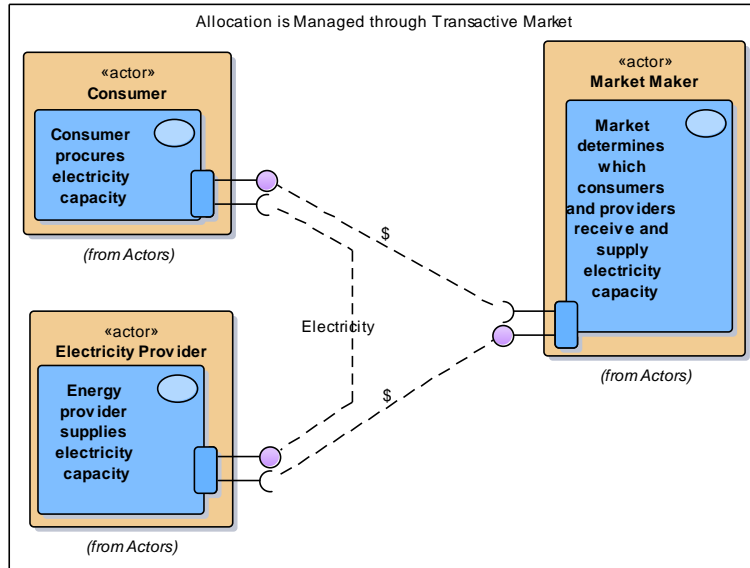 Allocation is Managed through Transactive Market
«actor»
Consumer
Consumer
procures
electricity
capacity
(from Actors)
«actor»
Market Maker
Market
determines
which
consumers
and providers
receive and
supply
electricity
capacity
(from Actors)
$
Electricity
$
«actor»
Electricity Provider
Energy
provider
supplies
electricity
capacity
(from Actors)